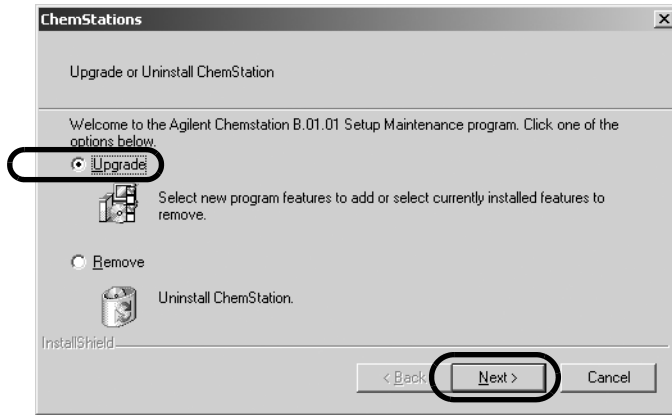 ChemStations
Upgrade or Uninstall ChemStation
Welcome to the Agilent Chemstation B.01.01 Setup Maintenance program. Click one of the
options below.
Upgrade
Select new program features to add or select currently installed features to
remove.
Remove
Uninstall ChemStation.
InstallShield
< Back
Next >
Cancel